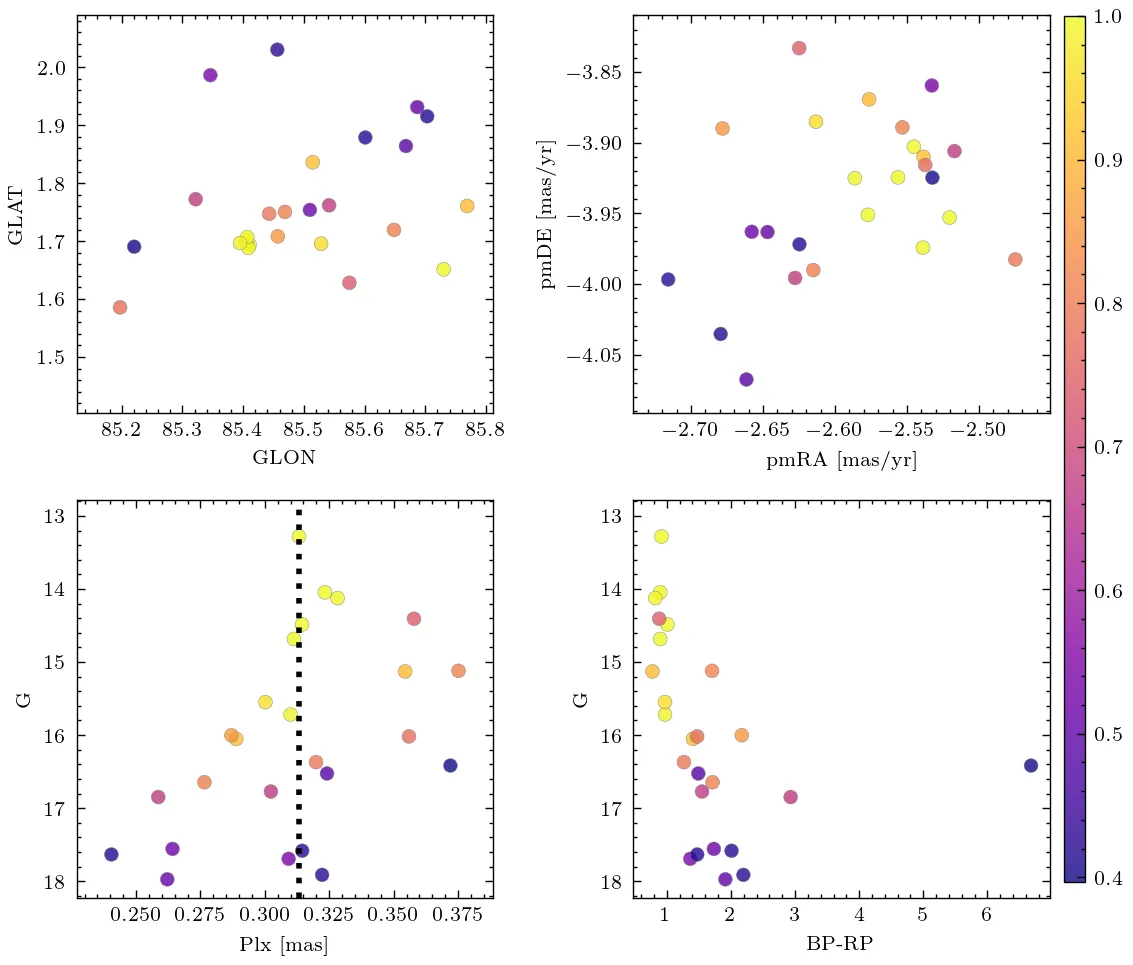 2.0
1.9
1.8
1.7
1.6
1.5
GLAT
85.2 85.3 85.4 85.5 85.6 85.7 85.8
GLON
−3.85
−3.90
−3.95
−4.00
−4.05
pmDE [mas/yr]
−2.70 −2.65 −2.60 −2.55 −2.50
pmRA [mas/yr]
13
14
15
16
17
18
G
0.250 0.275 0.300 0.325 0.350 0.375
Plx [mas]
13
14
15
16
17
18
G
1 2 3 4 5 6
BP-RP
1.0
0.9
0.8
0.7
0.6
0.5
0.4